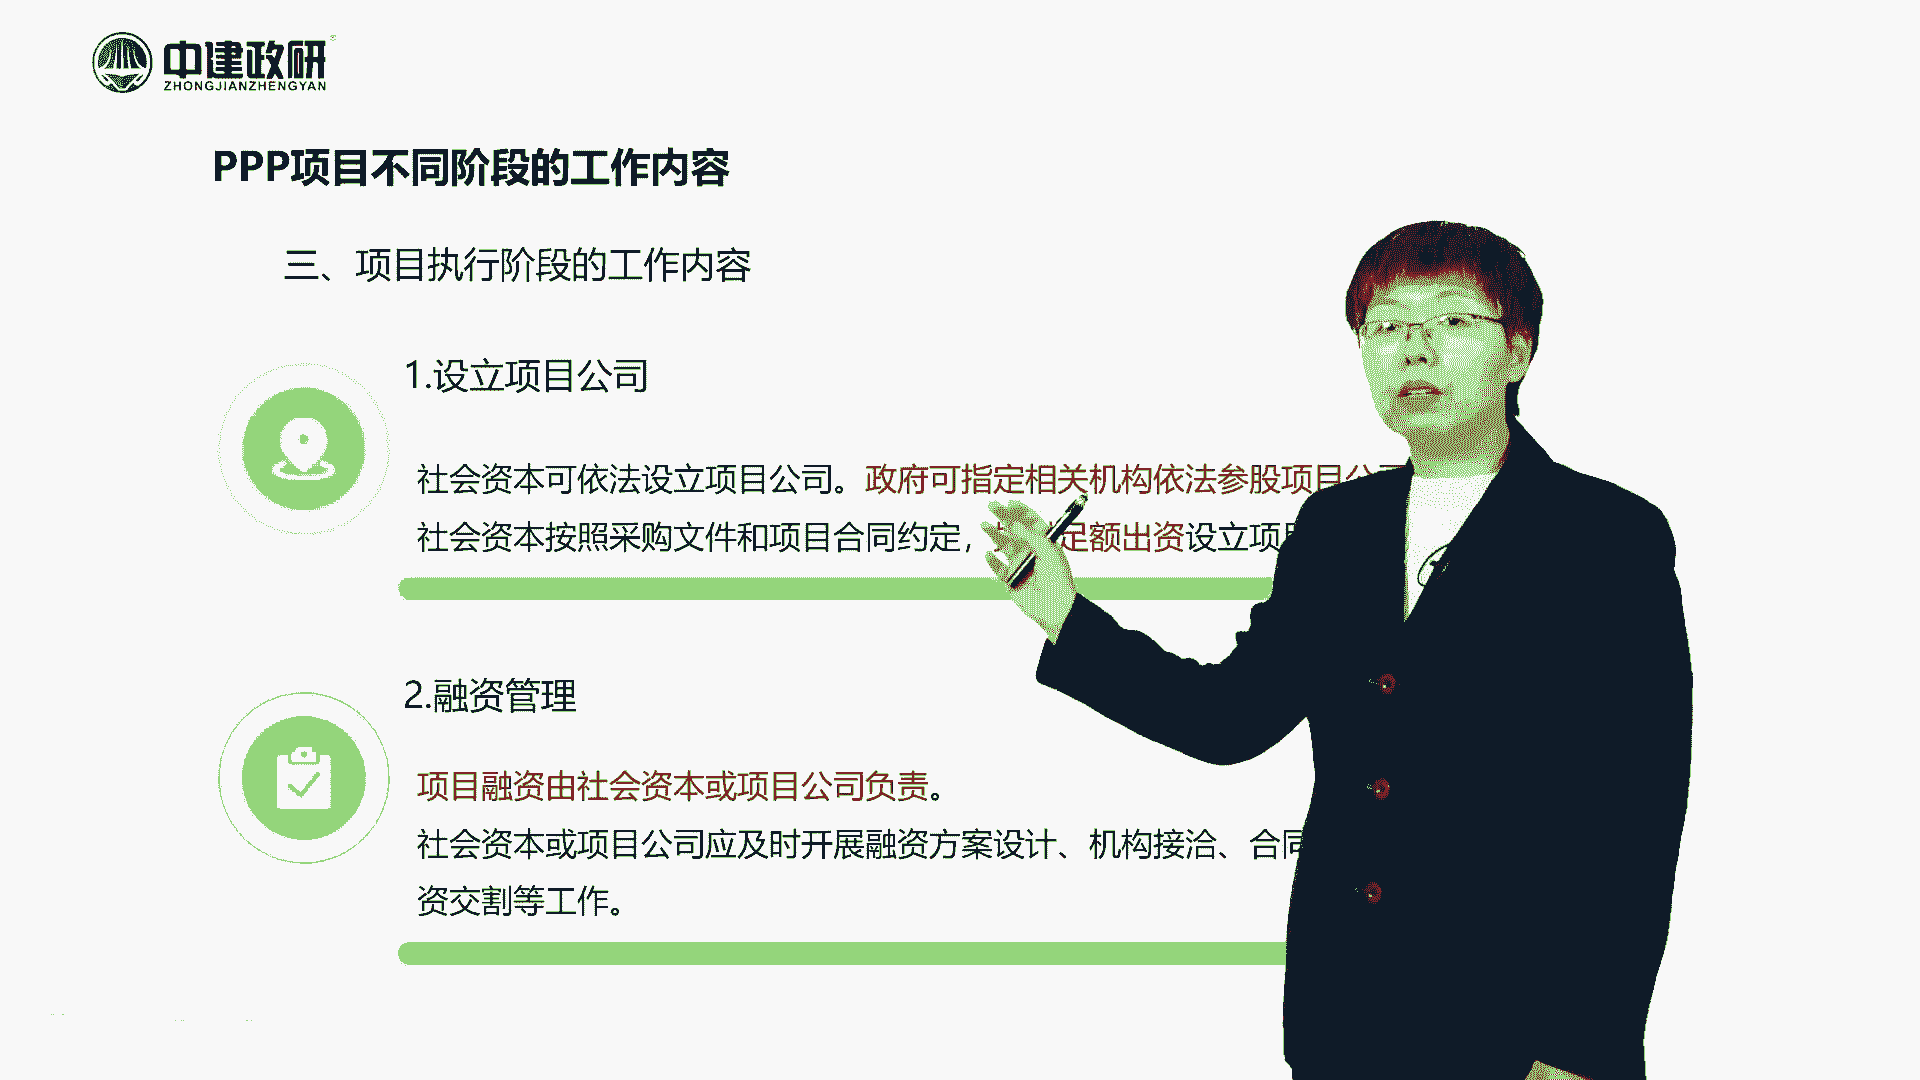 中建政研
ZHONGJIANZHENGYAN
PPP项目不同阶段的工作内容
三、项目执行阶段的工作内容
1.设立项目公司
社会资本可依法设立项目公司。政府可指定相关机构依法参股项目公
社会资本按照采购文件和项目合同约定，足额出资设立项
2.融资管理
项目融资由社会资本或项目公司负责。
社会资本或项目公司应及时开展融资方案设计、机构接洽、合同
资交割等工作。